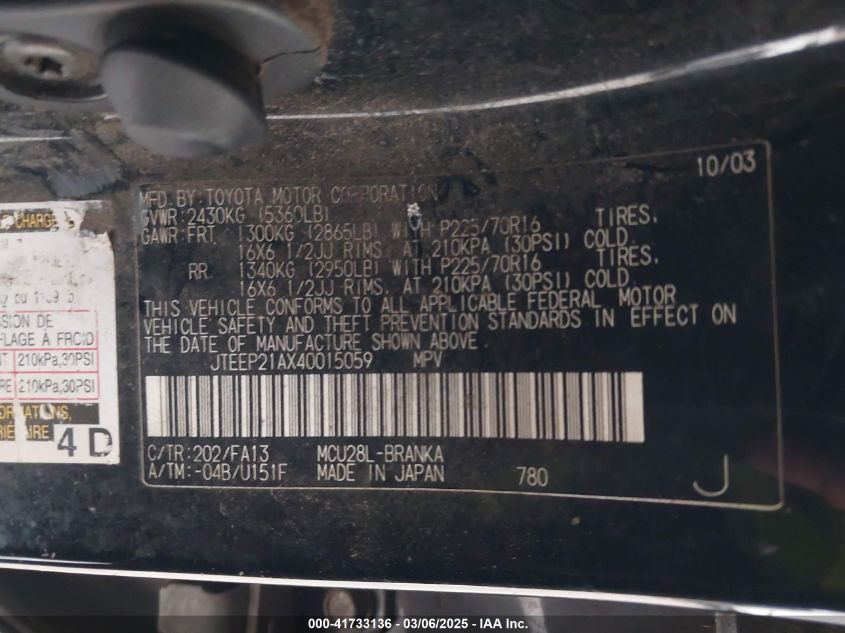 10/03
MFD. BY: TOYOTA MOTOR CORPORATION
GVWR: 2430KG (5360LB)
GAWR: FRT 1300KG (2865LB) WITH P225/70R16 TIRES,
16X6 1/2JJ RIMS, AT 210KPA (30PSI) COLD.
RR 1340KG (2950LB) WITH P225/70R16 TIRES,
16X6 1/2JJ RIMS, AT 210KPA (30PSI) COLD.
THIS VEHICLE CONFORMS TO ALL APPLICABLE FEDERAL MOTOR
VEHICLE SAFETY AND THEFT PREVENTION STANDARDS IN EFFECT ON
THE DATE OF MANUFACTURE SHOWN ABOVE.
JTEEP21AX40015059 MPV
C/TR: 202/FA13 MCU28L-BRANKA
A/TM: -04B/U151F MADE IN JAPAN 780 J
CHARGE
SSION DE
FLAGE À FROID
210kPa,30PSI
RE 210kPa,30PSI
4 D
000-41733136 - 03/06/2025 - IAA Inc.